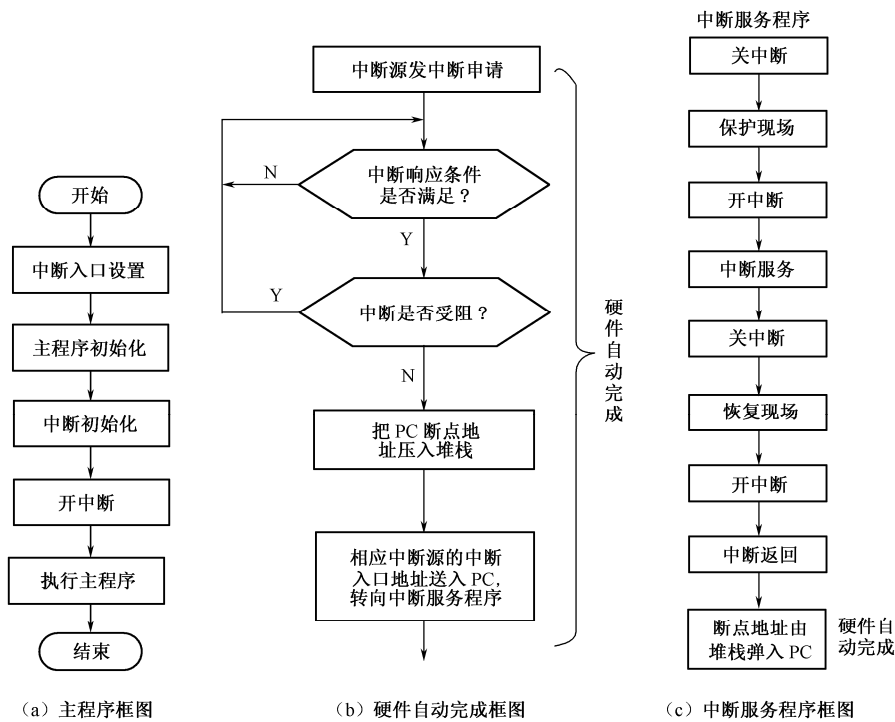 开始
中断入口设置
主程序初始化
中断初始化
开中断
执行主程序
结束
(a) 主程序框图
中断源发中断申请
中断响应条件
是否满足?
N
Y
中断是否受阻?
Y
N
把 PC 断点地
址压入堆栈
相应中断源的中断
入口地址送入 PC,
转向中断服务程序
硬件自动完成
(b) 硬件自动完成框图
中断服务程序
关中断
保护现场
开中断
中断服务
关中断
恢复现场
开中断
中断返回
断点地址由
堆栈弹入 PC
硬件自
动完成
(c) 中断服务程序框图